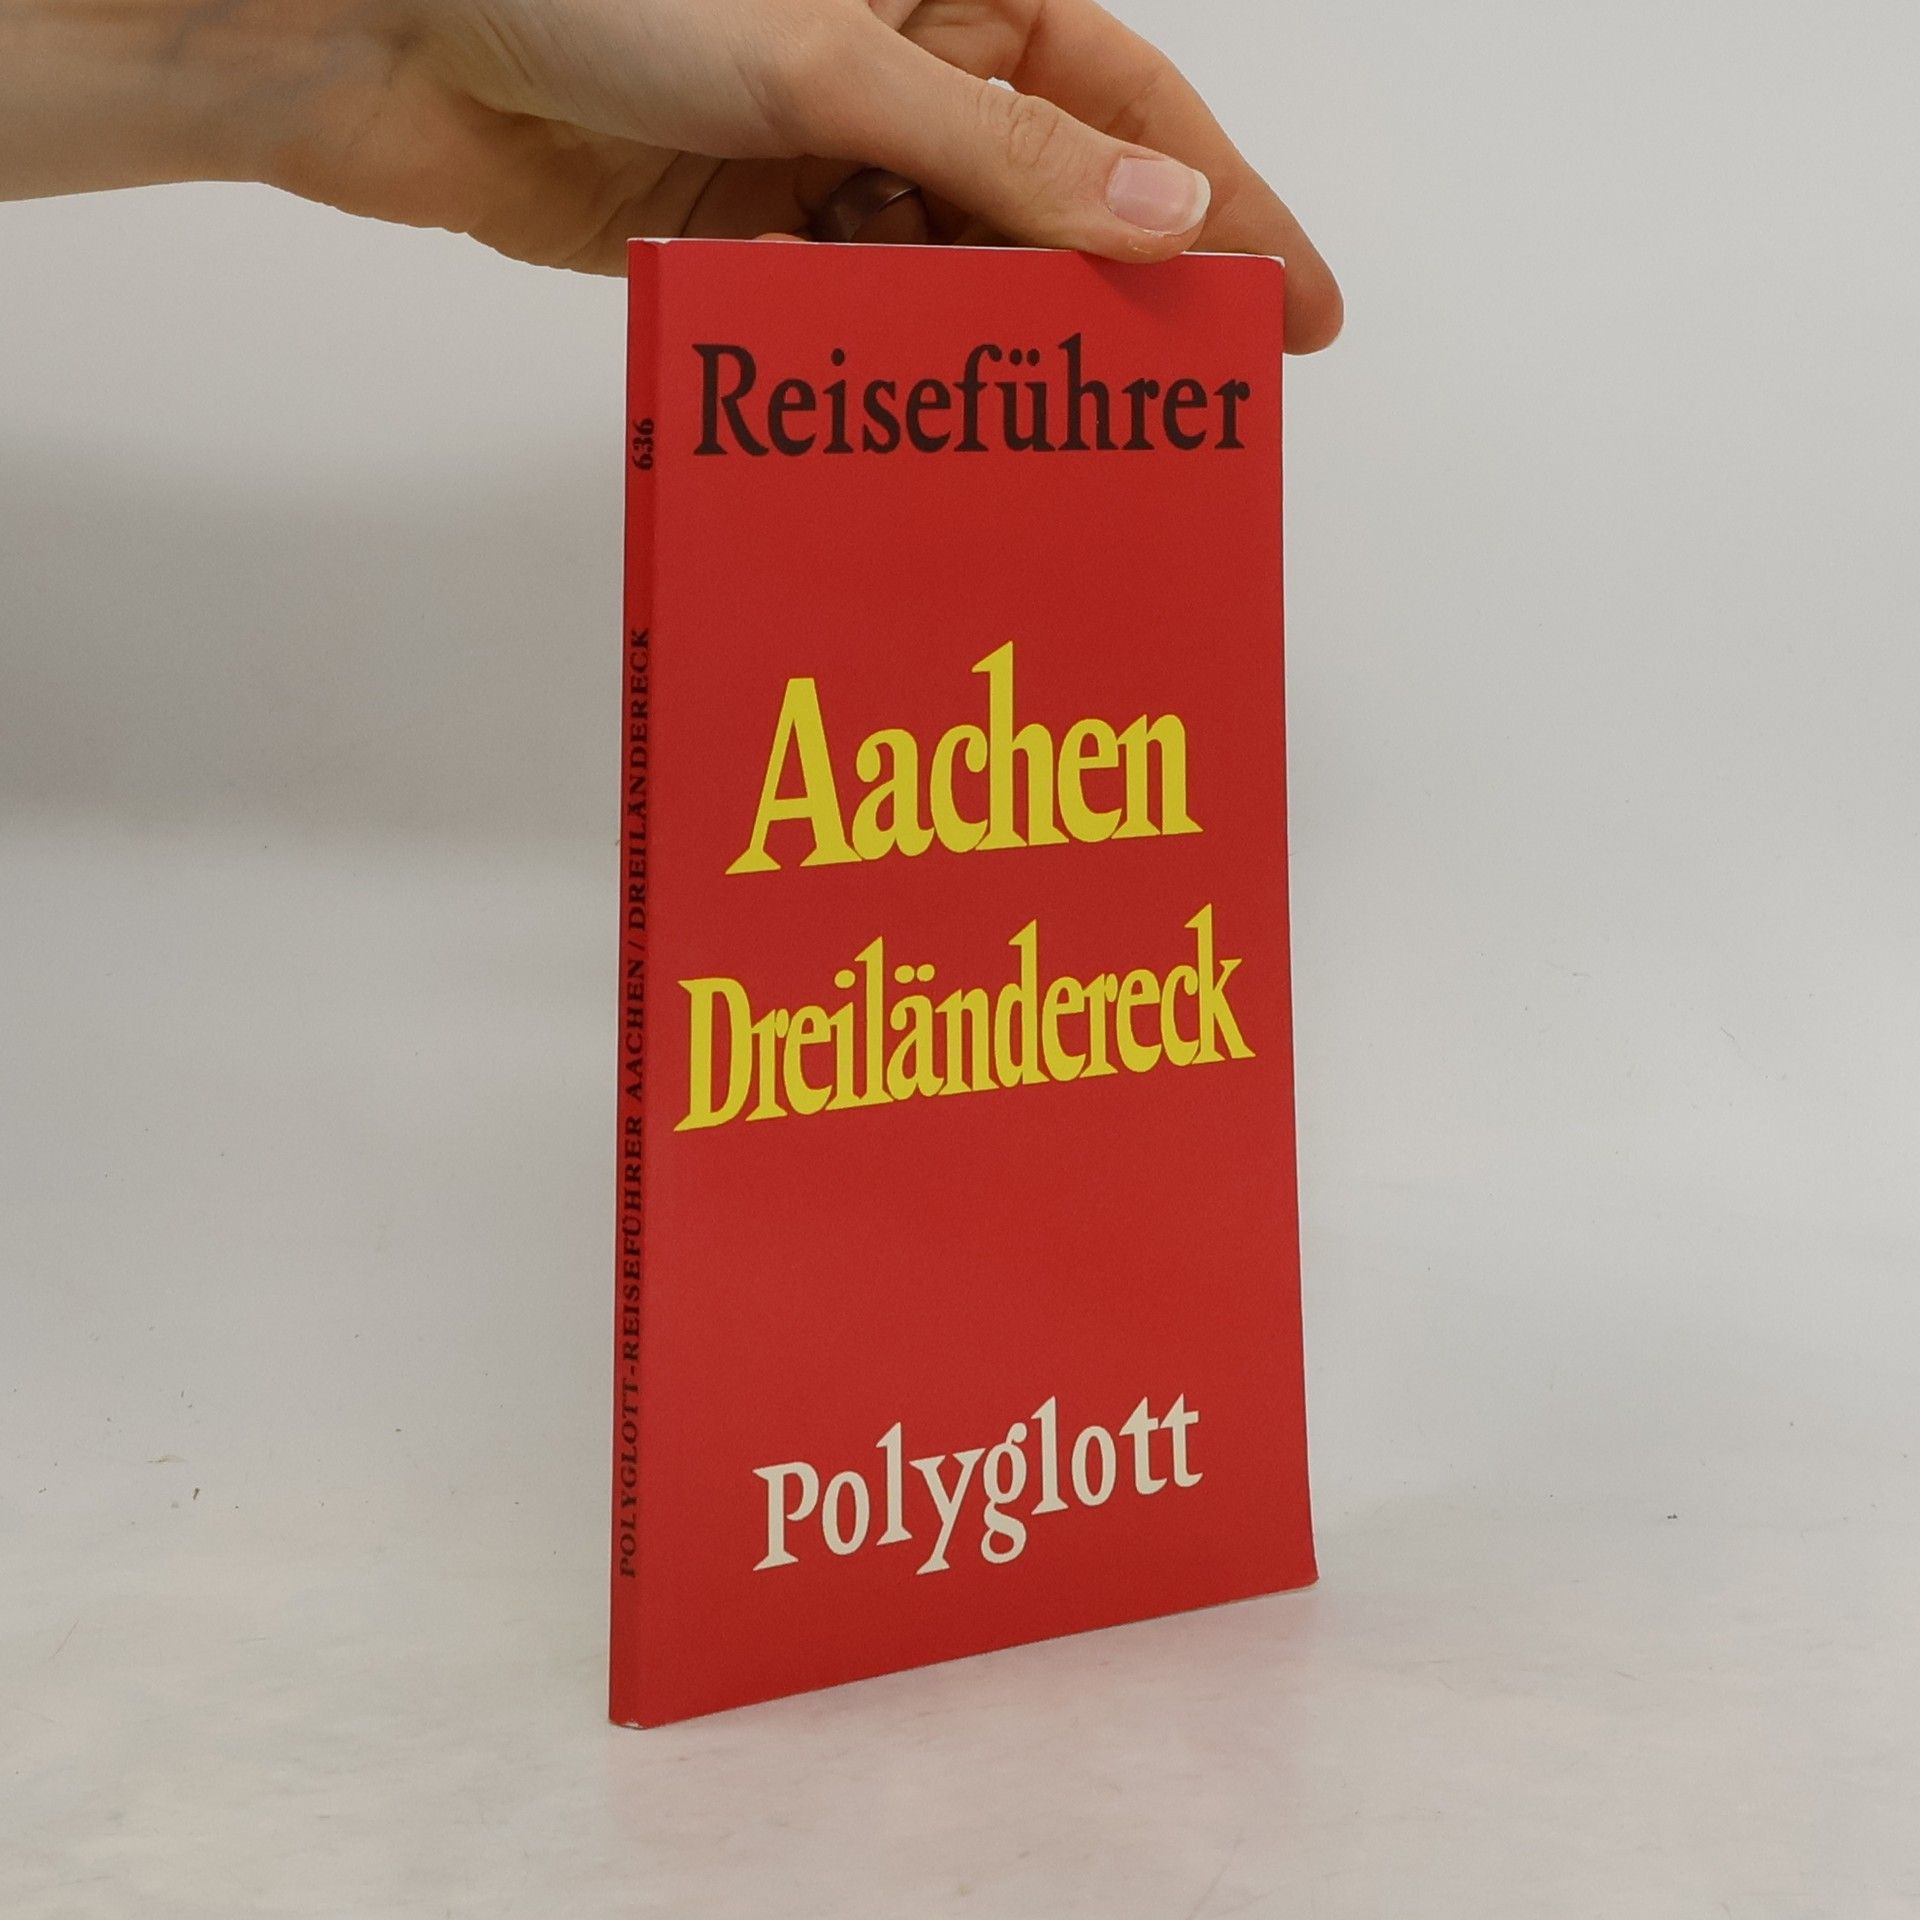 Reiseführer
Aachen
Dreiländereck
Polyglott
POLYGLOTT-REISEFÜHRER AACHEN/DREILÄNDERECK 636